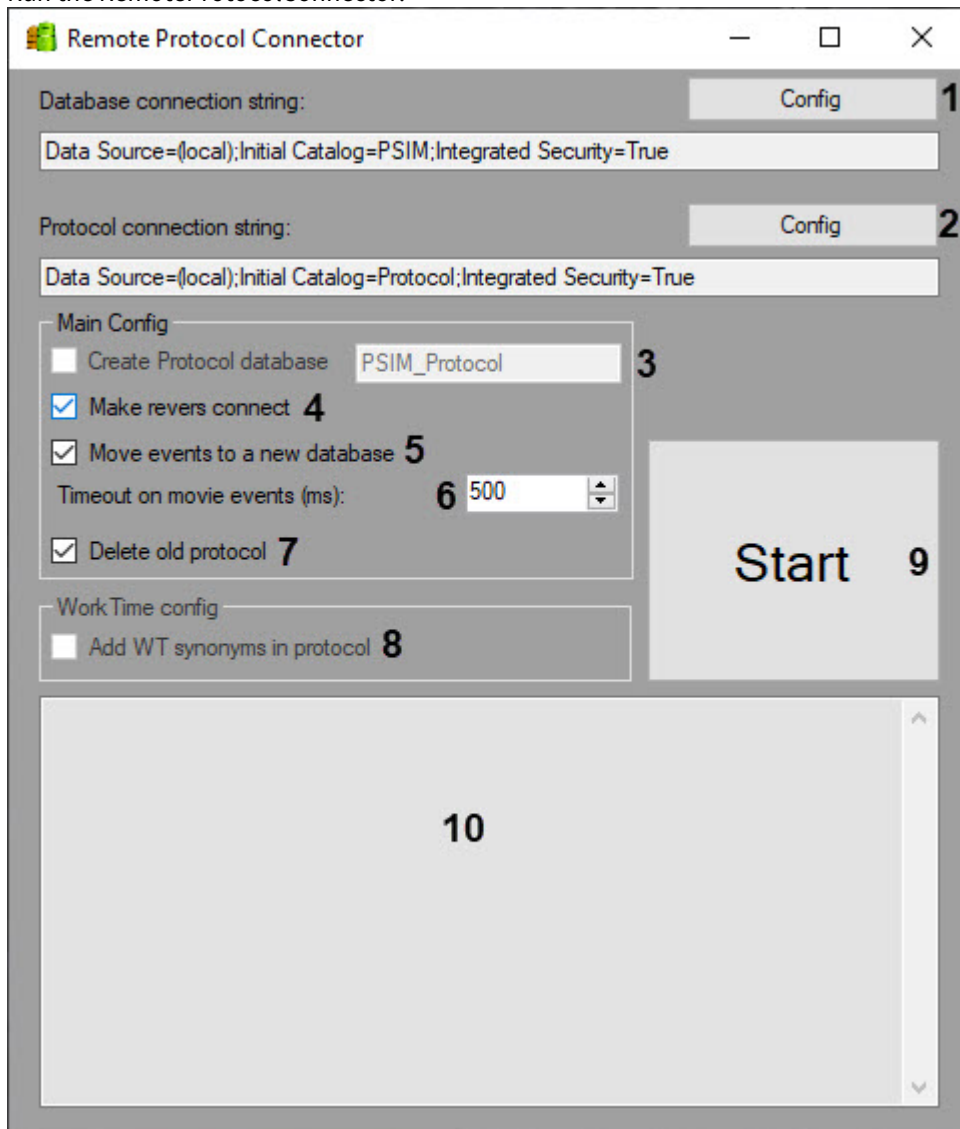 Run the RemoteProtocolConnector.
Remote Protocol Connector
Database connection string:
Config 1
Data Source=(local);Initial Catalog=PSIM;Integrated Security=True
Protocol connection string:
Config 2
Data Source=(local);Initial Catalog=Protocol;Integrated Security=True
Main Config
Create Protocol database PSIM_Protocol 3
Make revers connect 4
Move events to a new database 5
Timeout on movie events (ms): 6 500
Delete old protocol 7
Start 9
WorkTime config
Add WT synonyms in protocol 8
10